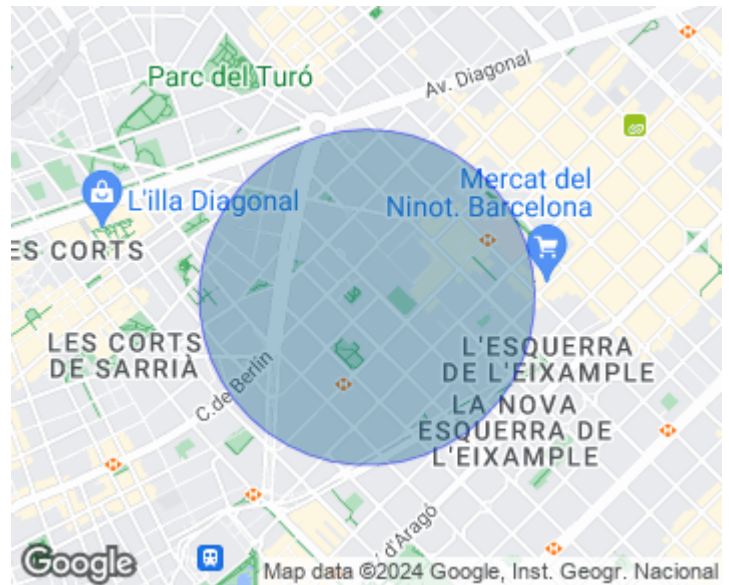 Av. Diagonal
Parc del Turó
Mercat del
Ninot. Barcelona
L'illa Diagonal
ES CORTS
LES CORTS
DE SARRIÀ
L'ESQUERRA
DE L'EIXAMPLE
C.de Berlín
LA NOVA
ESQUERRA DE
L'EIXAMPLE
d'Aragó
Google
Map data ©2024 Google, Inst. Geogr. Nacional